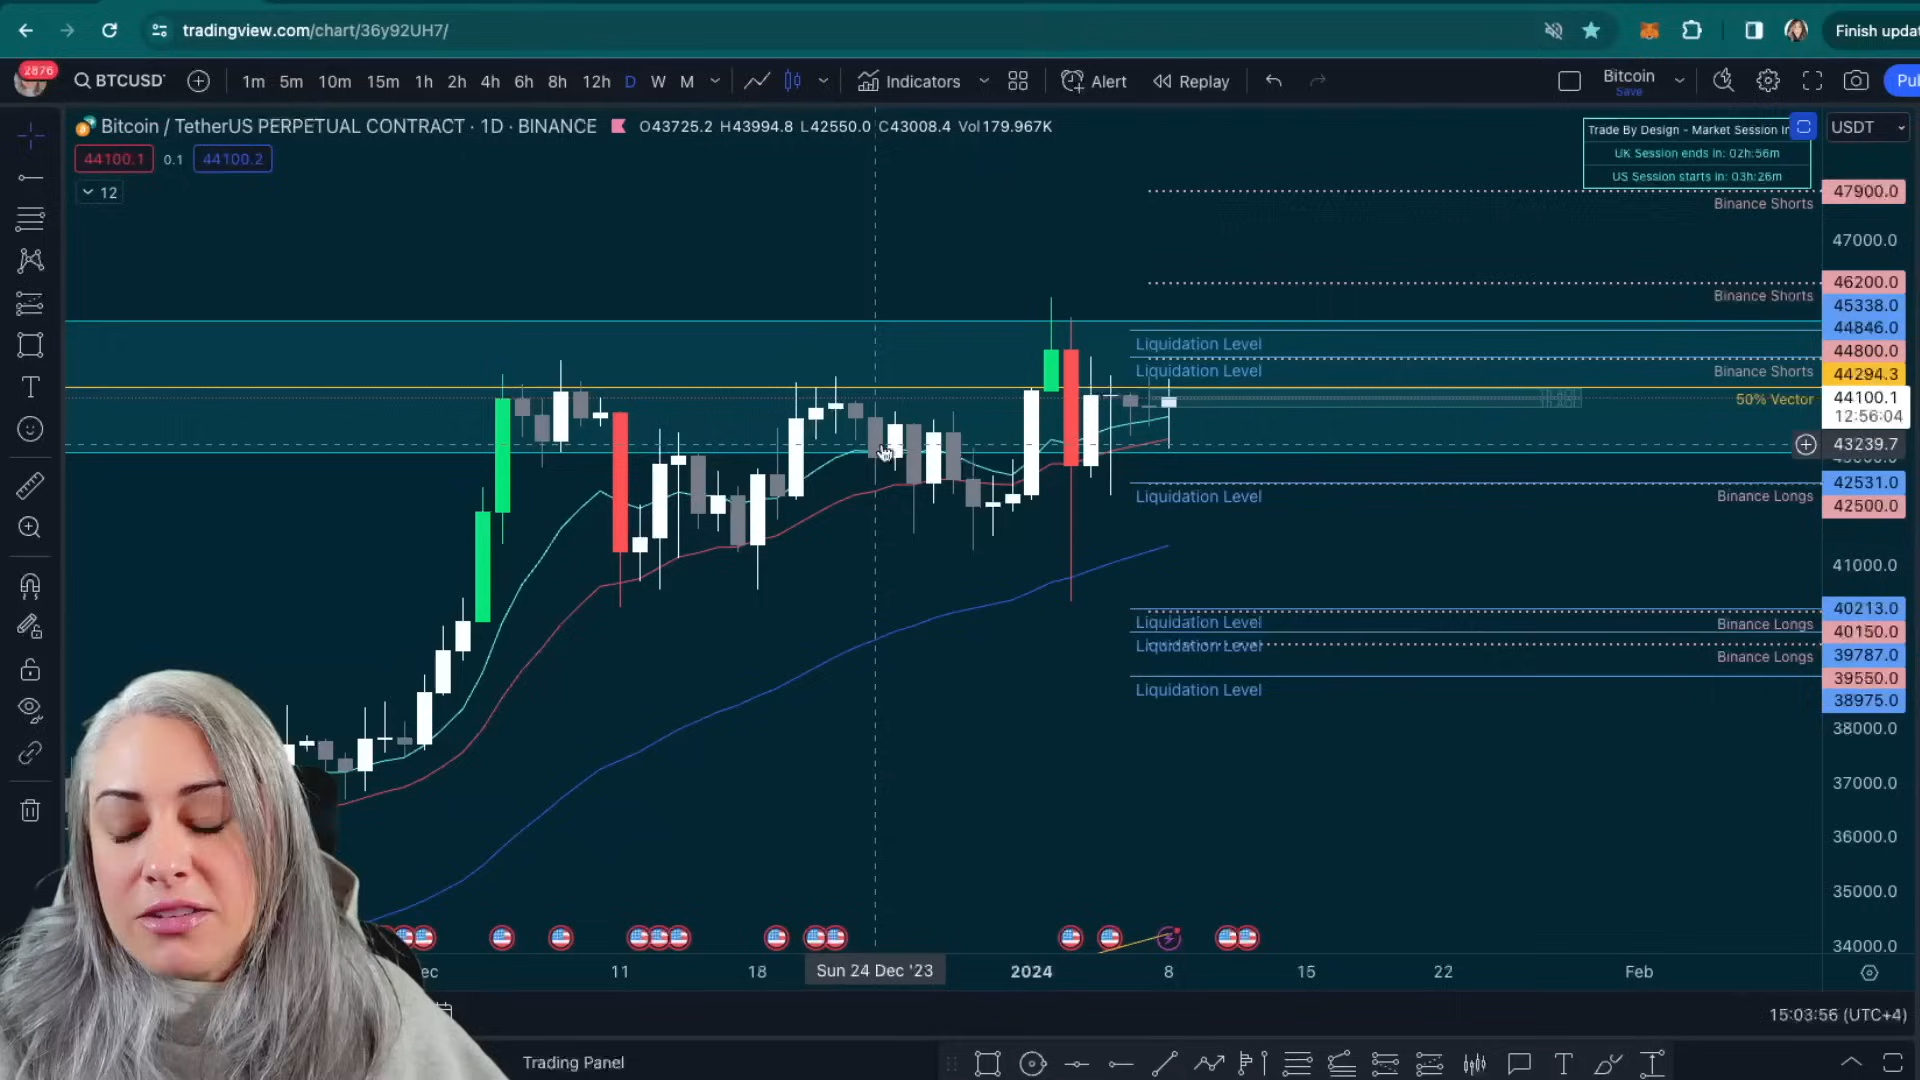 tradingview.com/chart/36y92UH7/
Finish upda
2876
BTCUSD
1m 5m 10m 15m 1h 2h 4h 6h 8h 12h D W M
Indicators
Alert
Replay
Bitcoin
Save
Pul
Bitcoin / TetherUS PERPETUAL CONTRACT · 1D · BINANCE
O43725.2 H43994.8 L42550.0 C43008.4 Vol179.967K
44100.1 0.1 44100.2
12
Trade By Design - Market Session In
UK Session ends in: 02h:56m
US Session starts in: 03h:26m
USDT
47900.0
Binance Shorts
47000.0
46200.0
Binance Shorts
45338.0
44846.0
Liquidation Level
44800.0
Liquidation Level
Binance Shorts
44294.3
50% Vector
44100.1
12:56:04
43239.7
42531.0
Liquidation Level
Binance Longs
42500.0
41000.0
40213.0
Liquidation Level
Binance Longs
40150.0
Liquidation Level
Binance Longs
39787.0
39550.0
Liquidation Level
38975.0
38000.0
37000.0
36000.0
35000.0
34000.0
ec
11
18
Sun 24 Dec '23
2024
8
15
22
Feb
15:03:56 (UTC+4)
Trading Panel